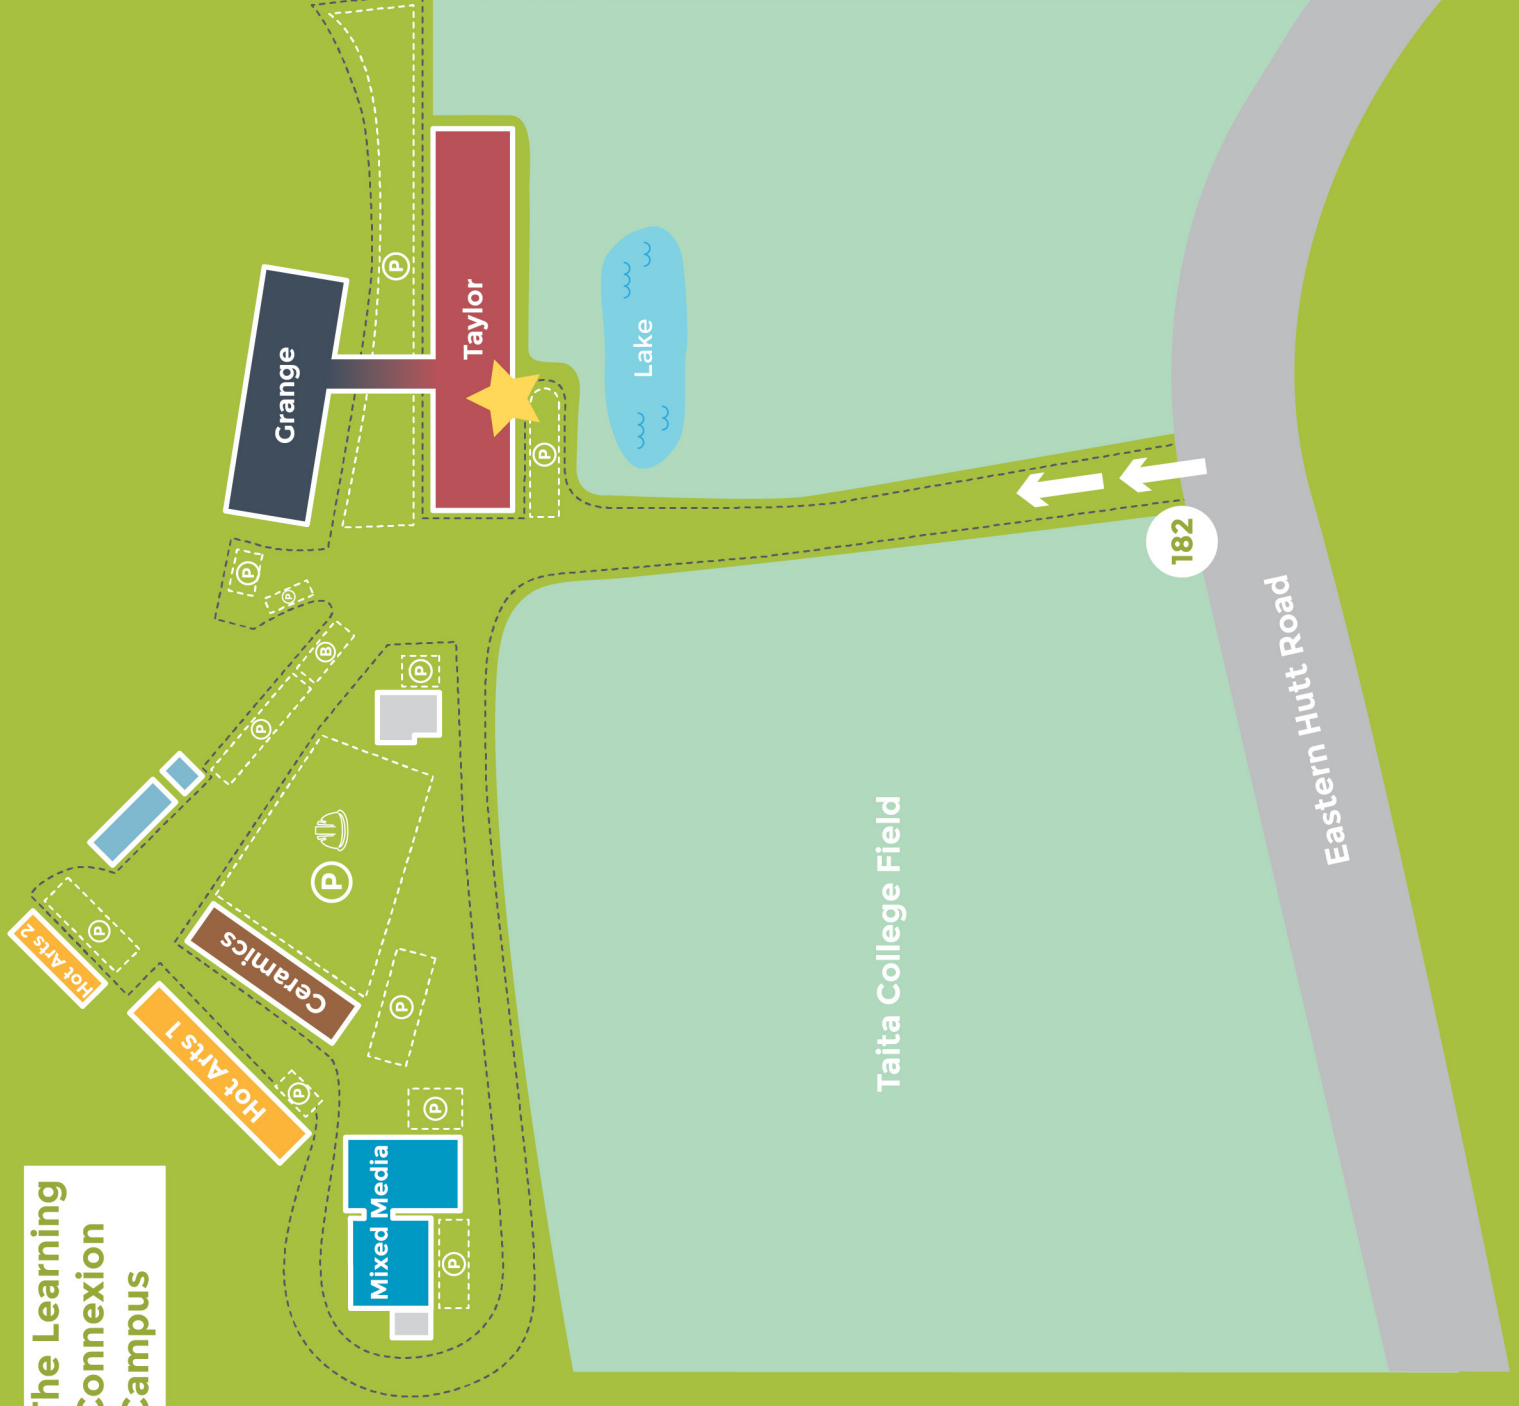 The Learning
Connexion
Campus
Hot Arts 2
P
Hot Arts 1
P
Ceramics
P
P
P
P
B
P
P
Grange
Mixed Media
P
P
P
P
Taylor
P
P
Lake
Taita College Field
182
Eastern Hutt Road